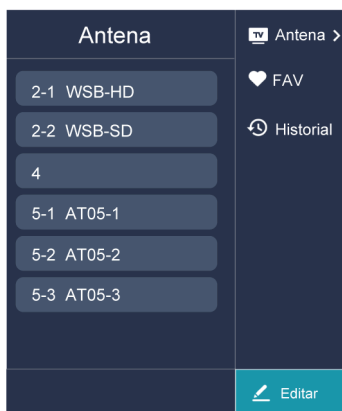 Antena
2-1 WSB-HD
2-2 WSB-SD
4
5-1 AT05-1
5-2 AT05-2
5-3 AT05-3
TV Antena >
FAV
Historial
Editar